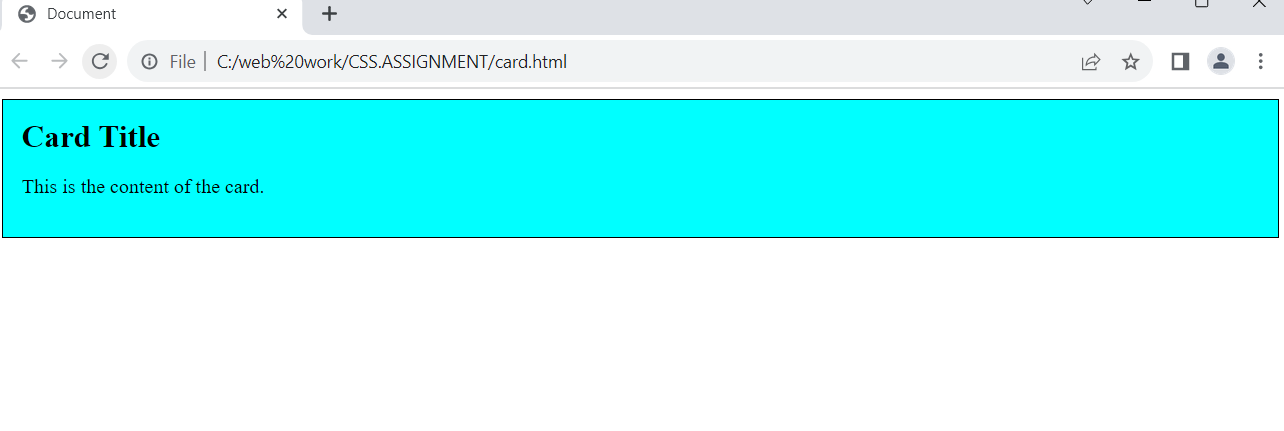 Document
File C:/web%20work/CSS.ASSIGNMENT/card.html
Card Title
This is the content of the card.